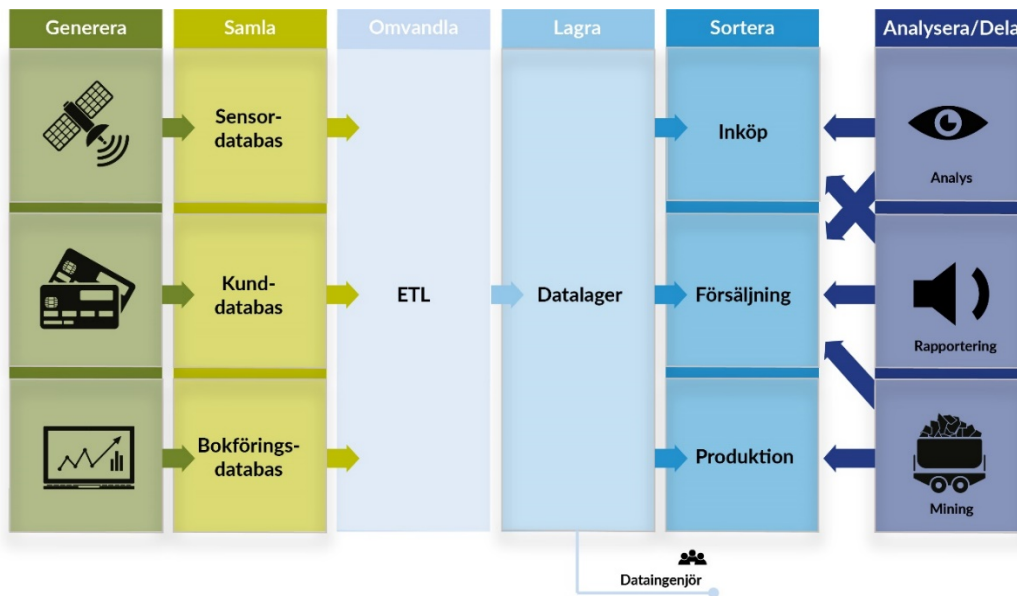 Generera
Samla
Omvandla
Lagra
Sortera
Analysera/Dela
Sensor-
databas
Inköp
Analys
Kund-
databas
ETL
Datalager
Försäljning
Rapportering
Bokförings-
databas
Produktion
Mining
Dataingenjör